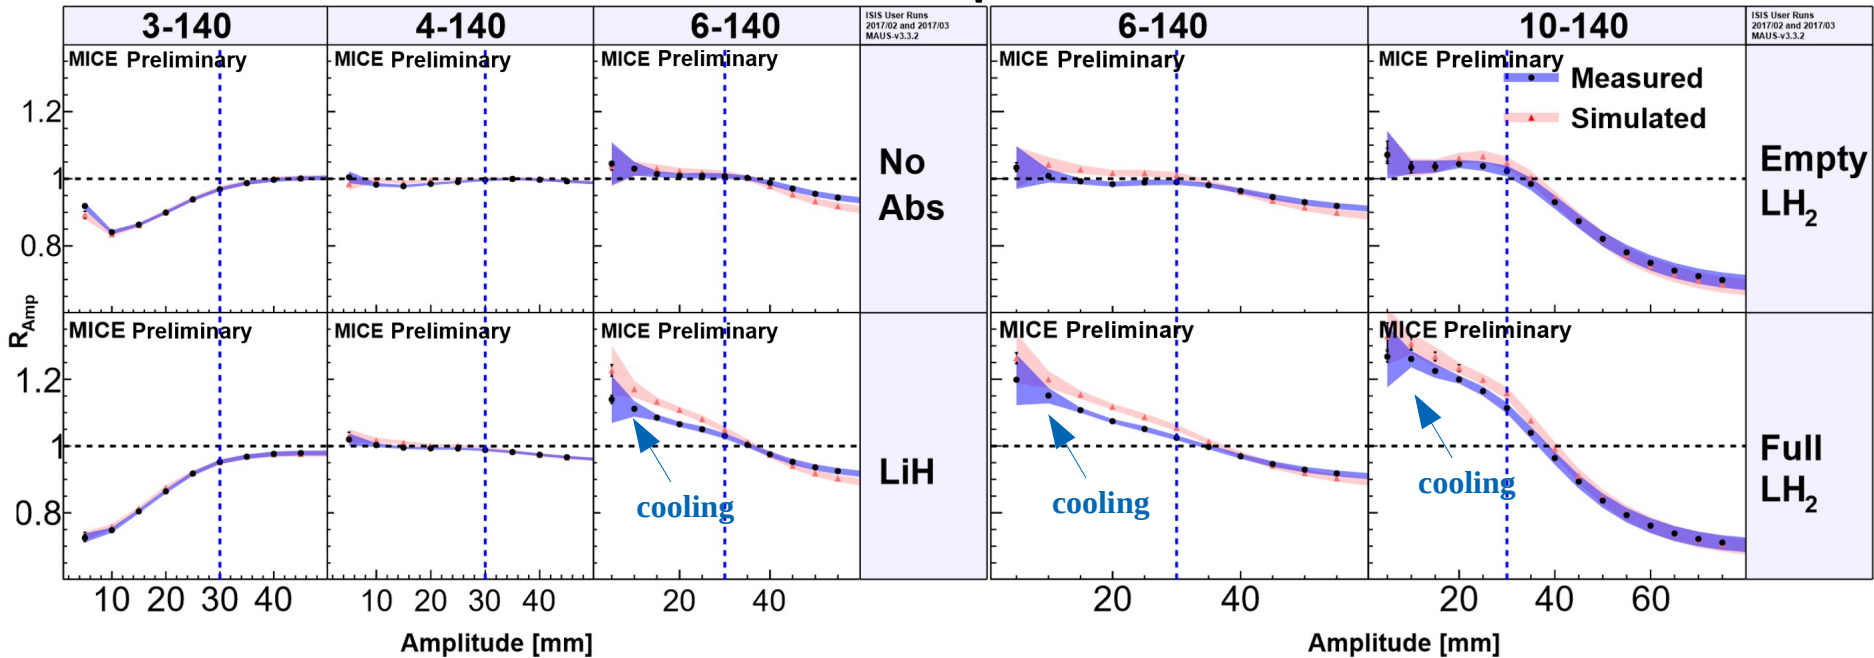 3-140
4-140
6-140
ISIS User Runs
2017/02 and 2017/03
MAUS-v3.3.2
6-140
10-140
ISIS User Runs
2017/02 and 2017/03
MAUS-v3.3.2
MICE Preliminary
MICE Preliminary
MICE Preliminary
MICE Preliminary
MICE Preliminary
Measured
Simulated
1.2
1
0.8
No
Abs
Empty
LH2
RAmp
MICE Preliminary
MICE Preliminary
MICE Preliminary
MICE Preliminary
MICE Preliminary
1.2
1
0.8
cooling
LiH
cooling
cooling
Full
LH2
10 20 30 40
10 20 30 40
20 40
20 40
20 40 60
Amplitude [mm]
Amplitude [mm]